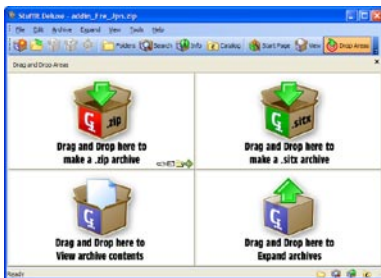 StuffIt Deluxe - addin_Fre_Jpn.zip
File Edit Archive Expand View Tools Help
Folders Search Info Catalog Start Page View Drop Areas
Drag and Drop Areas
.zip
Drag and Drop here to
make a .zip archive
.sitx
Drag and Drop here to
make a .sitx archive
Drag and Drop here to
View archive contents
Drag and Drop here to
Expand archives
Ready